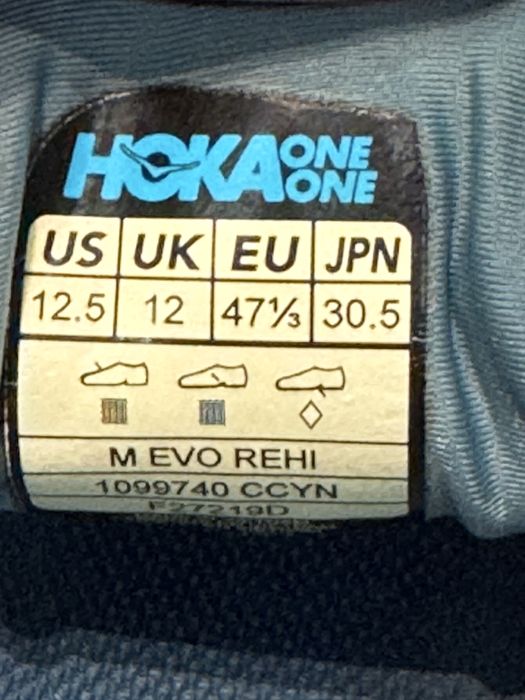 HOKA ONE ONE
US UK EU JPN
12.5 12 47⅓ 30.5
M EVO REHI
1099740 CCYN
F27219D